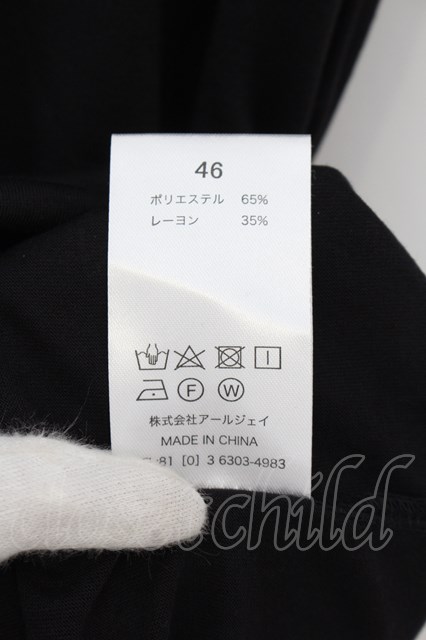 46
ポリエステル 65%
レーヨン 35%
F W
株式会社アールジェイ
MADE IN CHINA
81 [0] 3 6303-4983
child